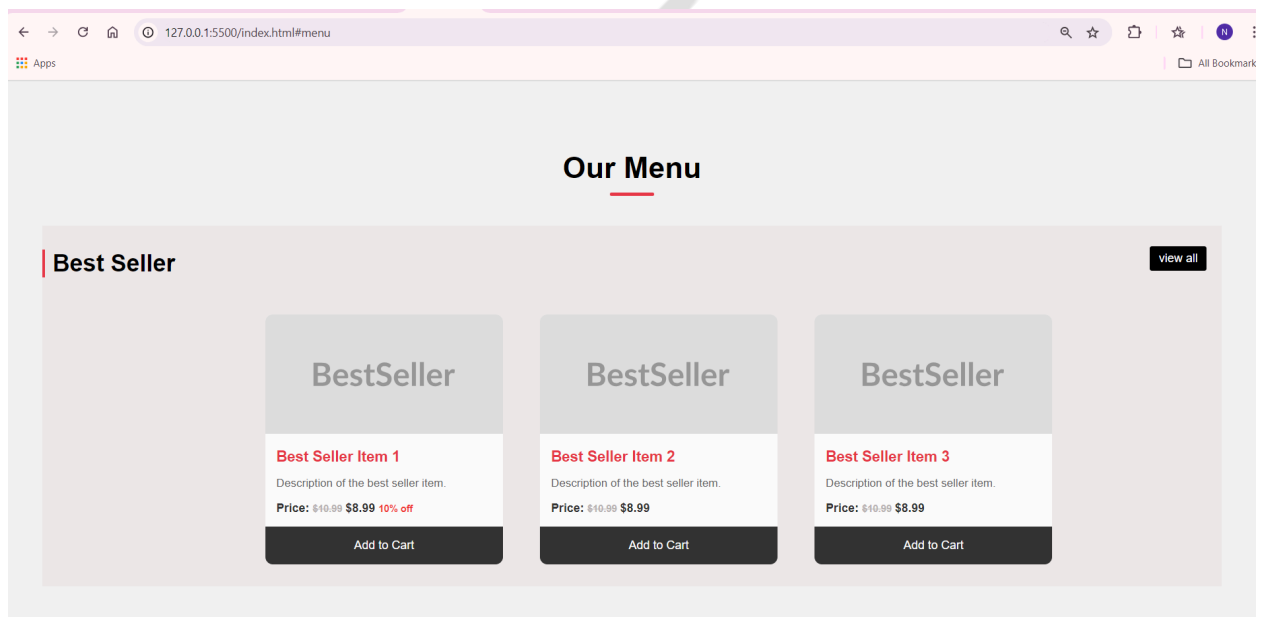 127.0.0.1:5500/index.html#menu
N
Apps
All Bookmark
Our Menu
Best Seller
view all
BestSeller
BestSeller
BestSeller
Best Seller Item 1
Best Seller Item 2
Best Seller Item 3
Description of the best seller item.
Description of the best seller item.
Description of the best seller item.
Price: $10.99 $8.99 10% off
Price: $10.99 $8.99
Price: $10.99 $8.99
Add to Cart
Add to Cart
Add to Cart